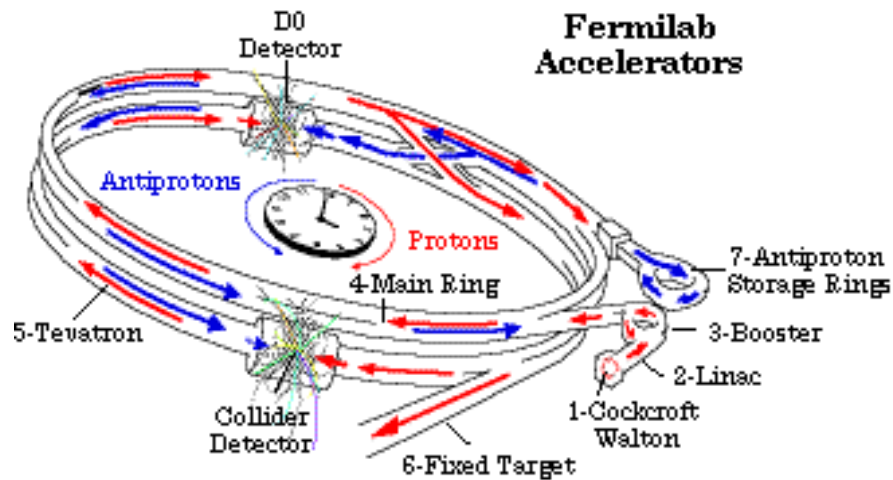 D0
Detector
Fermilab
Accelerators
Antiprotons
Protons
4-Main Ring
7-Antiproton
Storage Rings
5-Tevatron
3-Booster
2-Linac
1-Cockcroft
Walton
Collider
Detector
6-Fixed Target